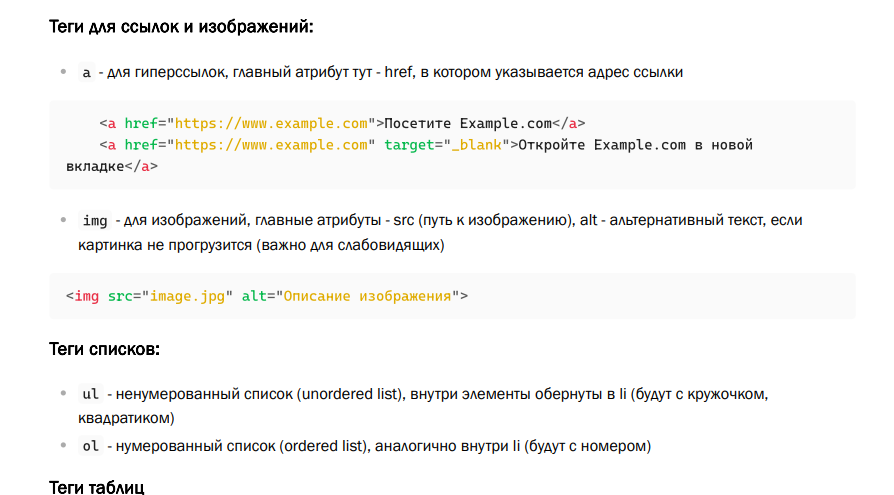 Теги для ссылок и изображений:
a - для гиперссылок, главный атрибут тут - href, в котором указывается адрес ссылки
<a href="https://www.example.com">Посетите Example.com</a>
<a href="https://www.example.com" target="_blank">Откройте Example.com в новой
вкладке</a>
img - для изображений, главные атрибуты - src (путь к изображению), alt - альтернативный текст, если
картинка не прогрузится (важно для слабовидящих)
<img src="image.jpg" alt="Описание изображения">
Теги списков:
ul - ненумерованный список (unordered list), внутри элементы обернуты в li (будут с кружочком,
квадратиком)
ol - нумерованный список (ordered list), аналогично внутри li (будут с номером)
Теги таблиц